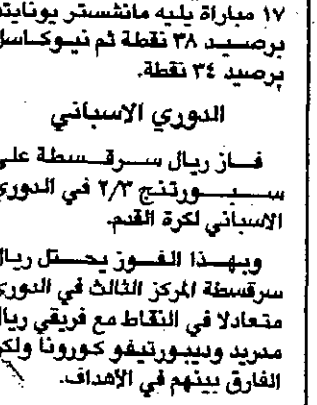 ١٧ مباراة يليه مانشستر يونايتد
برصيد ٣٨ نقطة ثم نيوكاسل
برصيد ٣٤ نقطة.
الدوري الاسباني
فاز ريال سرقسطة على
سبورتنج ٢/٣ في الدوري
الاسباني لكرة القدم.
وبهذا الفوز يحتل ريال
سرقسطة المركز الثالث في الدوري
متعادلا في النقاط مع فريقي ريال
مدريد وديبورتيفو كورونا ولكن
الفارق بينهم في الأهداف.